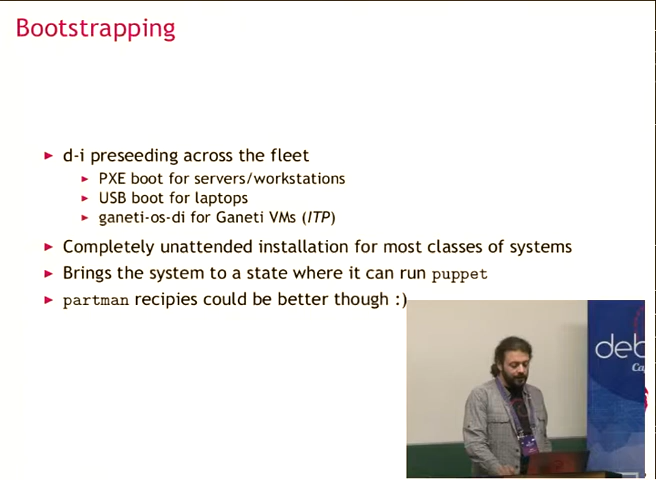 Bootstrapping
► d-i preseeding across the fleet
► PXE boot for servers/workstations
► USB boot for laptops
► ganeti-os-di for Ganeti VMs (ITP)
► Completely unattended installation for most classes of systems
► Brings the system to a state where it can run puppet
► partman recipies could be better though :)
deb
Ca